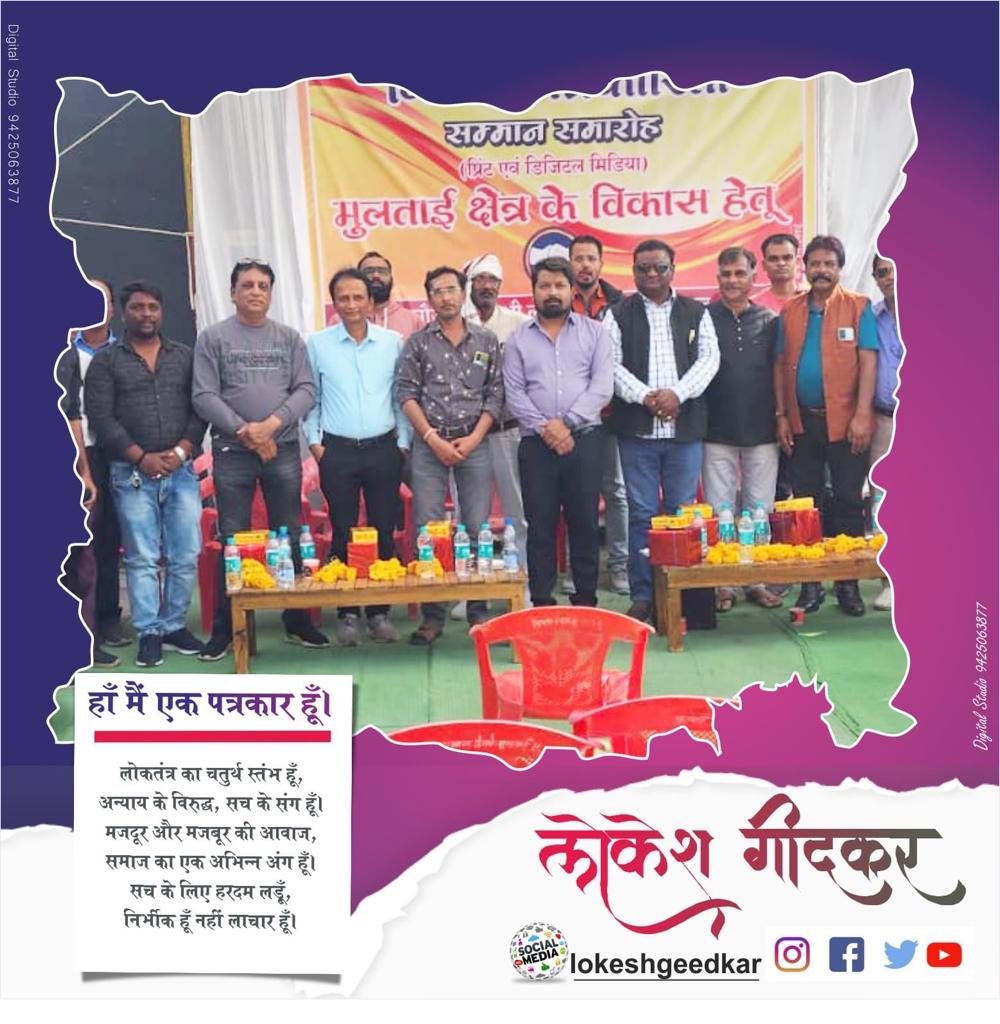 Digital Studio 9425063877
सम्मान समारोह
(प्रिंट एवं डिजिटल मिडिया)
मुलताई क्षेत्र के विकास हेतू
हाँ मैं एक पत्रकार हूँ।
लोकतंत्र का चतुर्थ स्तंभ हूँ,
अन्याय के विरुद्ध, सच के संग हूँ।
मजदूर और मजबूर की आवाज,
समाज का एक अभिन्न अंग हूँ।
सच के लिए हरदम लडूँ,
निर्भीक हूँ नहीं लाचार हूँ।
Digital Studio 9425063877
लोकेश गीदकर
SOCIAL
MEDIA
lokeshgeedkar